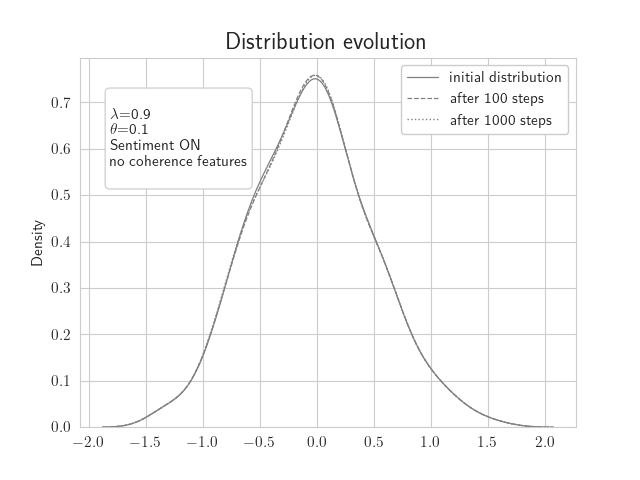 Distribution evolution
initial distribution
after 100 steps
after 1000 steps
λ=0.9
θ=0.1
Sentiment ON
no coherence features
Density
0.7
0.6
0.5
0.4
0.3
0.2
0.1
0.0
−2.0 −1.5 −1.0 −0.5 0.0 0.5 1.0 1.5 2.0